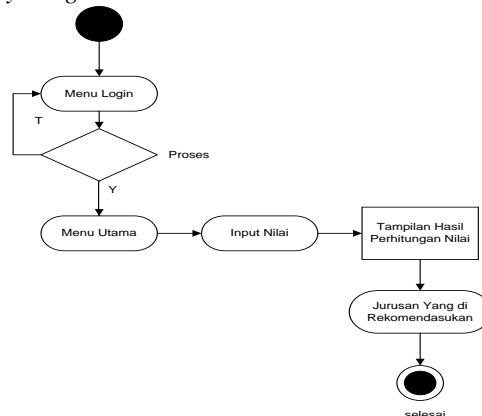 Menu Login
T
Proses
Y
Menu Utama
Input Nilai
Tampilan Hasil
Perhitungan Nilai
Jurusan Yang di
Rekomendasukan
selesai